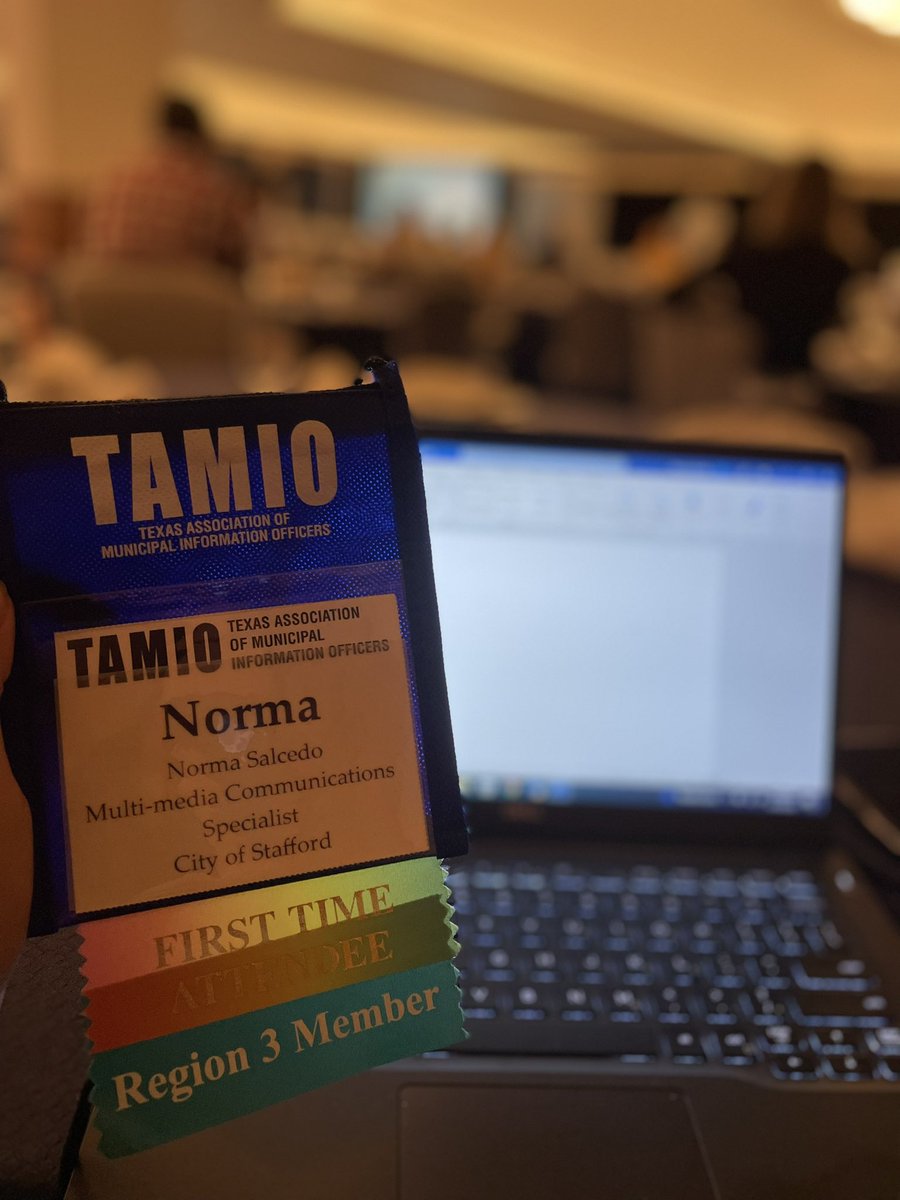 TAMIO
TEXAS ASSOCIATION OF
MUNICIPAL INFORMATION OFFICERS
TAMIO TEXAS ASSOCIATION
OF MUNICIPAL
INFORMATION OFFICERS
Norma
Norma Salcedo
Multi-media Communications
Specialist
City of Stafford
FIRST TIME
ATTENDEE
Region 3 Member